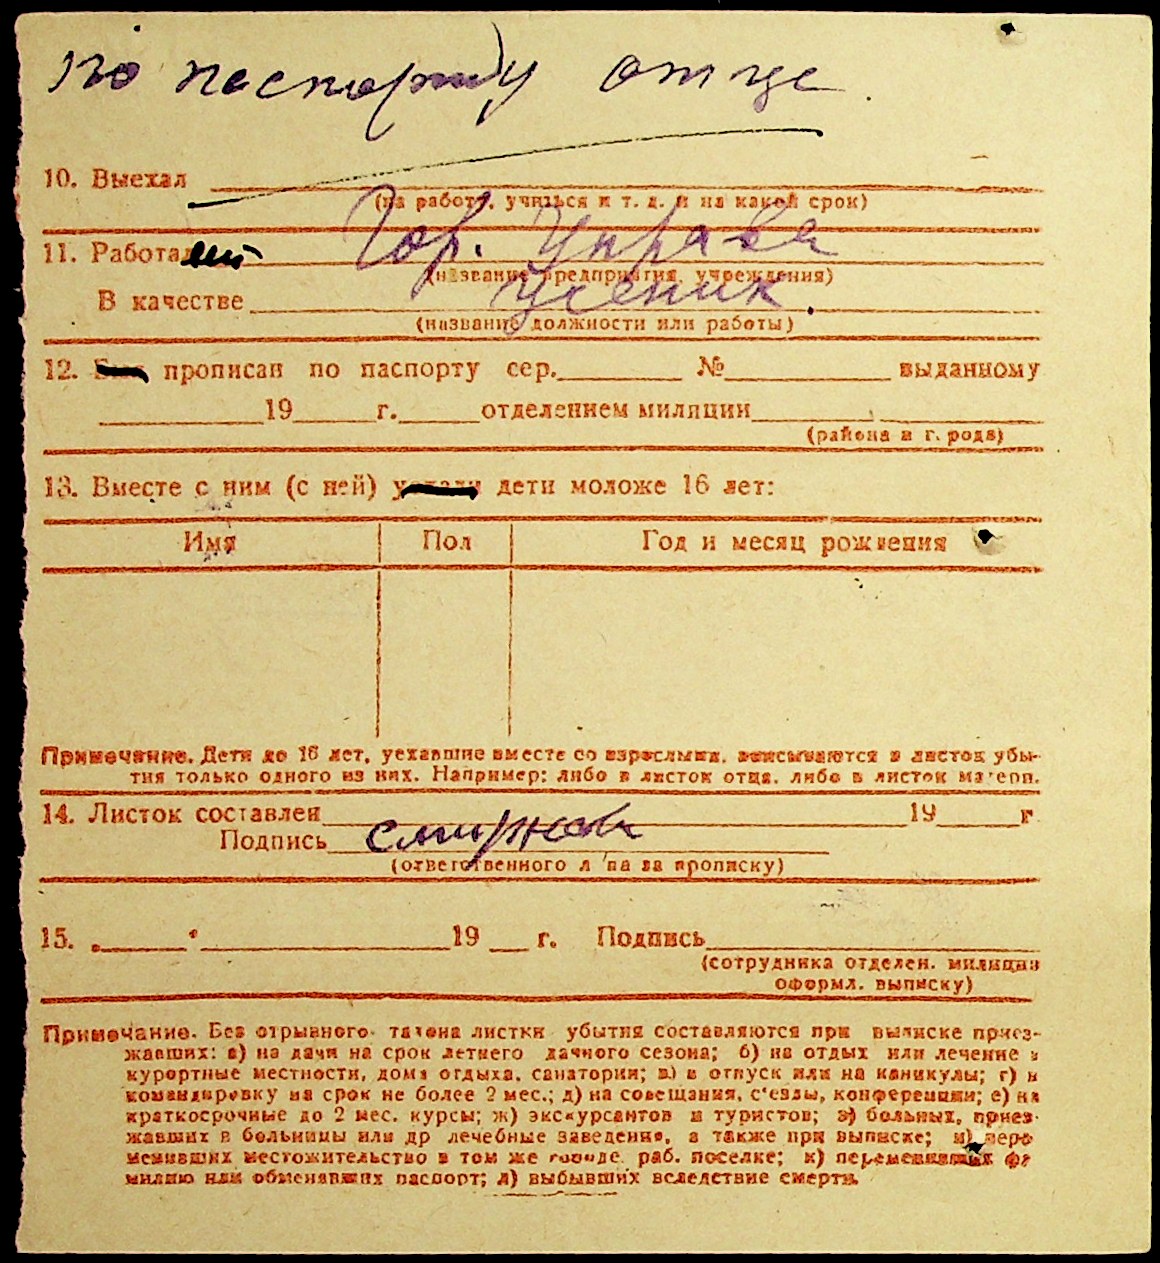 по паспорту отца.
10. Выехал
(на работу, учиться и т. д. и на какой срок)
11. Работает Гор. Управа
(название предприятия, учреждения)
В качестве ученик.
(название должности или работы)
12. прописан по паспорту сер. № выданному
19 г. отделением милиции
(района и города)
13. Вместе с ним (с ней) дети моложе 16 лет:
Имя Пол Год и месяц рождения
Примечание. Дети до 16 лет, уехавшие вместе со взрослыми, вписываются в листок убы-
тия только одного из них. Например: либо в листок отца, либо в листок матери.
14. Листок составлен 19 г.
Подпись Смирнов
(ответственного лица за прописку)
15. „ “ 19 г. Подпись
(сотрудника отделен. милиции
оформл. выписку)
Примечание. Без отрывного талона листки убытия составляются при выписке приез-
жавших: а) на дачи на срок летнего дачного сезона; б) на отдых или лечение в
курортные местности, дома отдыха, санатории; в) в отпуск или на каникулы; г) в
командировку на срок не более 2 мес.; д) на совещания, с'езды, конференции; е) на
краткосрочные до 2 мес. курсы; ж) экскурсантов и туристов; з) больных, приез-
жавших в больницы или др лечебные заведения, а также при выписке; и) пере
менивших местожительство в том же городе, раб. поселке; к) переменивших фа
милию или обменявших паспорт; л) выбывших вследствие смерти.